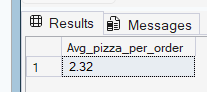 Results Messages
Avg_pizza_per_order
1 2.32